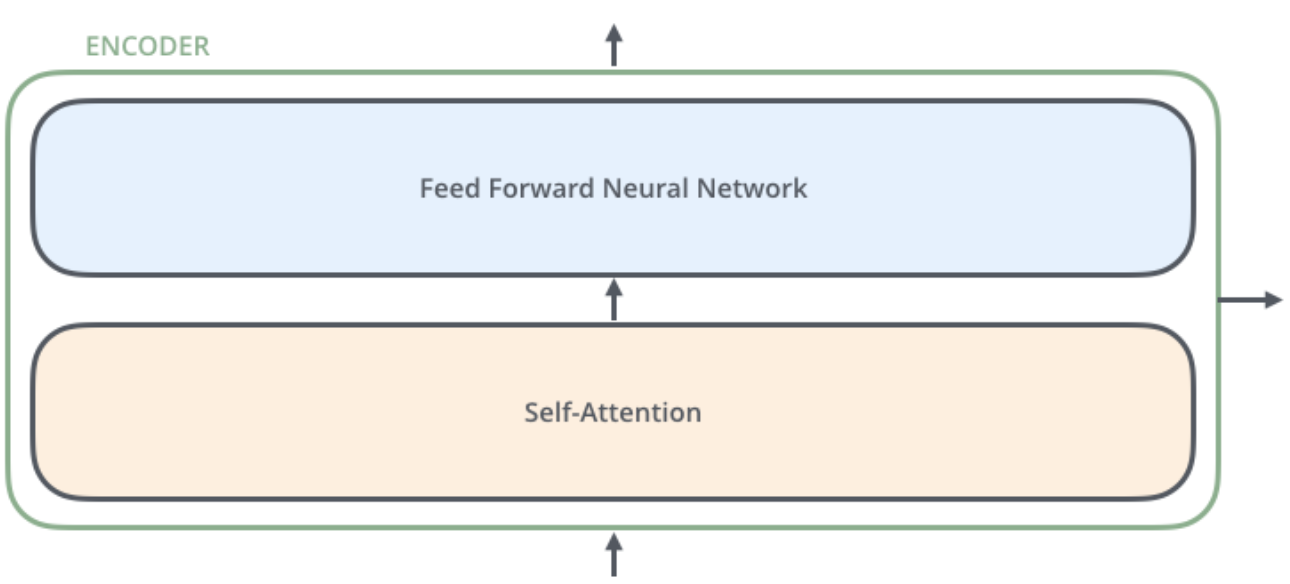 ENCODER
Feed Forward Neural Network
Self-Attention